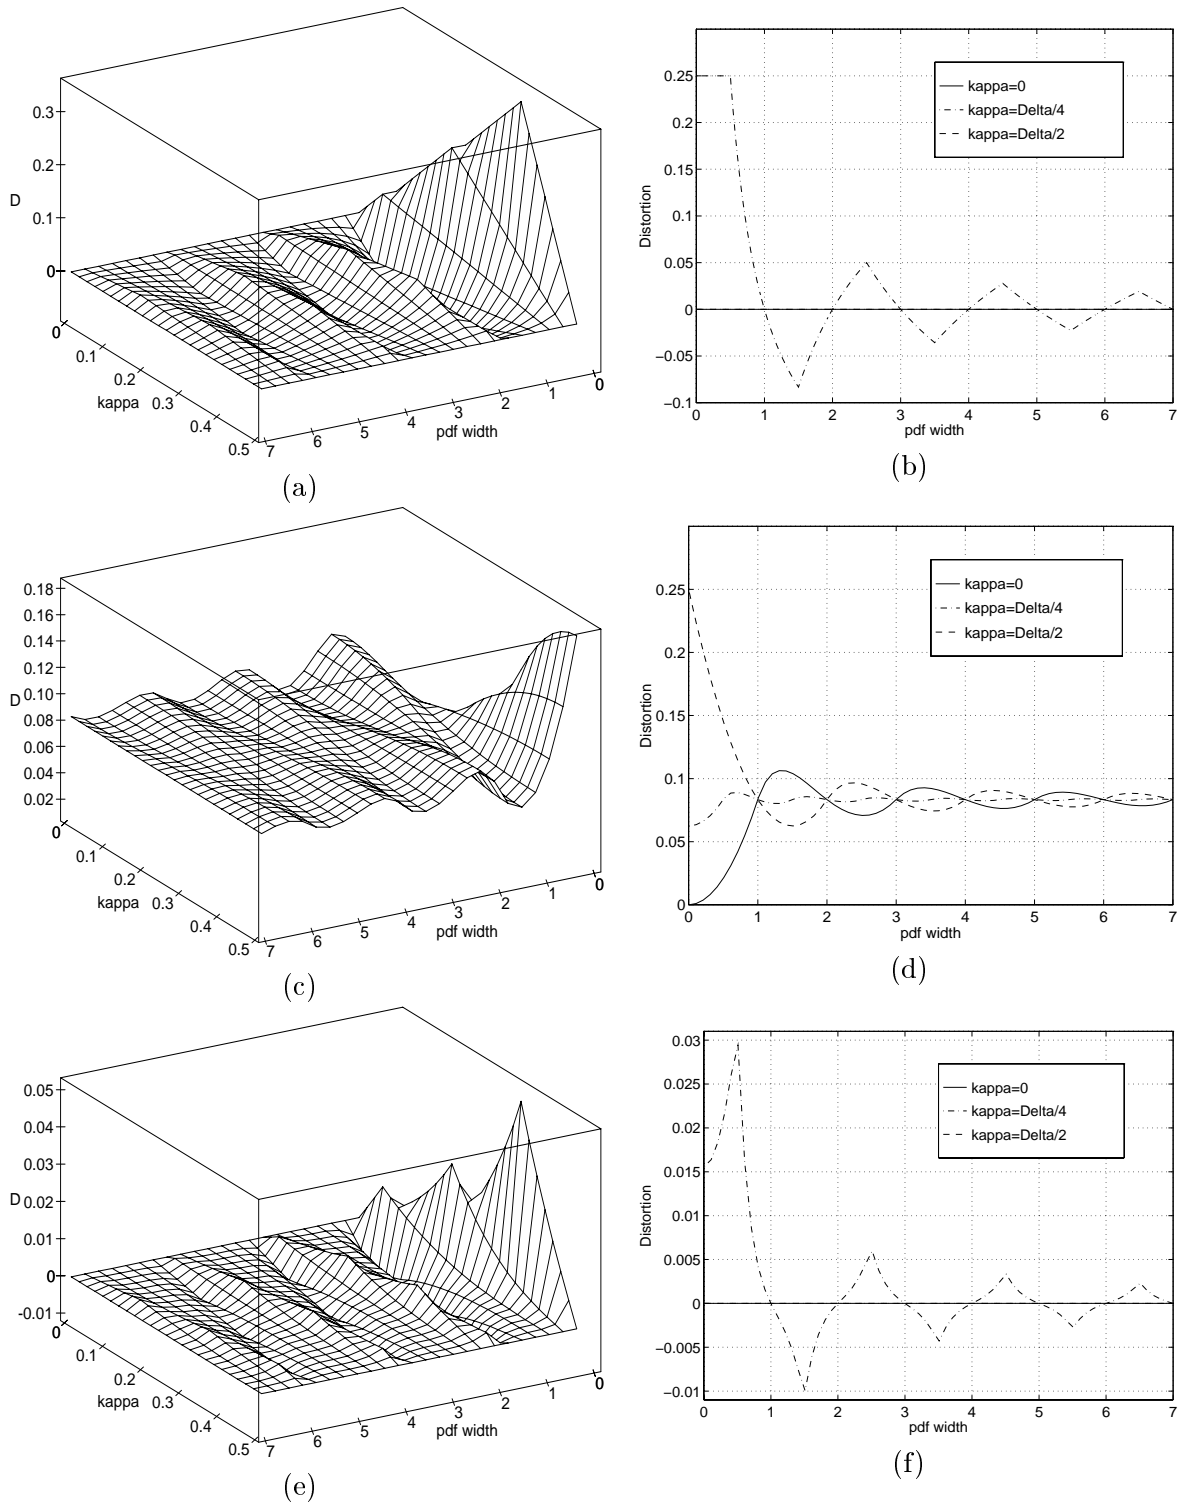 0.3
0.2
D
0.1
0
0
0.1
0.2
kappa 0.3
0.4
0.5
7
6
5
4
3
2
1
0
pdf width
(a)
0.25
0.2
0.15
0.1
0.05
0
−0.05
−0.1
Distortion
kappa=0
kappa=Delta/4
kappa=Delta/2
0 1 2 3 4 5 6 7
pdf width
(b)
0.18
0.16
0.14
0.12
0.10
D
0.08
0.06
0.04
0.02
0
0.1
0.2
kappa 0.3
0.4
0.5
7
6
5
4
3
2
1
0
pdf width
(c)
0.25
0.2
0.15
0.1
0.05
0
Distortion
kappa=0
kappa=Delta/4
kappa=Delta/2
0 1 2 3 4 5 6 7
pdf width
(d)
0.05
0.04
0.03
D 0.02
0.01
0
-0.01
0
0.1
0.2
kappa 0.3
0.4
0.5
7
6
5
4
3
2
1
0
pdf width
(e)
0.03
0.025
0.02
0.015
0.01
0.005
0
−0.005
−0.01
Distortion
kappa=0
kappa=Delta/4
kappa=Delta/2
0 1 2 3 4 5 6 7
pdf width
(f)